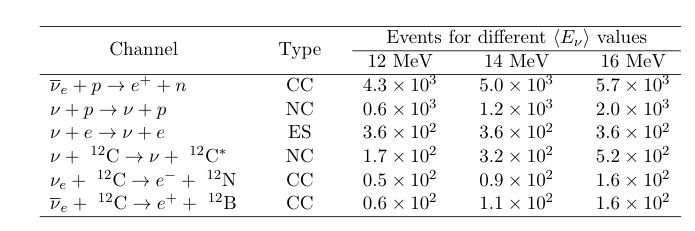 Channel Type Events for different ⟨Eν⟩ values
12 MeV 14 MeV 16 MeV
ν̅e + p → e⁺ + n CC 4.3 × 10³ 5.0 × 10³ 5.7 × 10³
ν + p → ν + p NC 0.6 × 10³ 1.2 × 10³ 2.0 × 10³
ν + e → ν + e ES 3.6 × 10² 3.6 × 10² 3.6 × 10²
ν + ¹²C → ν + ¹²C* NC 1.7 × 10² 3.2 × 10² 5.2 × 10²
νe + ¹²C → e⁻ + ¹²N CC 0.5 × 10² 0.9 × 10² 1.6 × 10²
ν̅e + ¹²C → e⁺ + ¹²B CC 0.6 × 10² 1.1 × 10² 1.6 × 10²